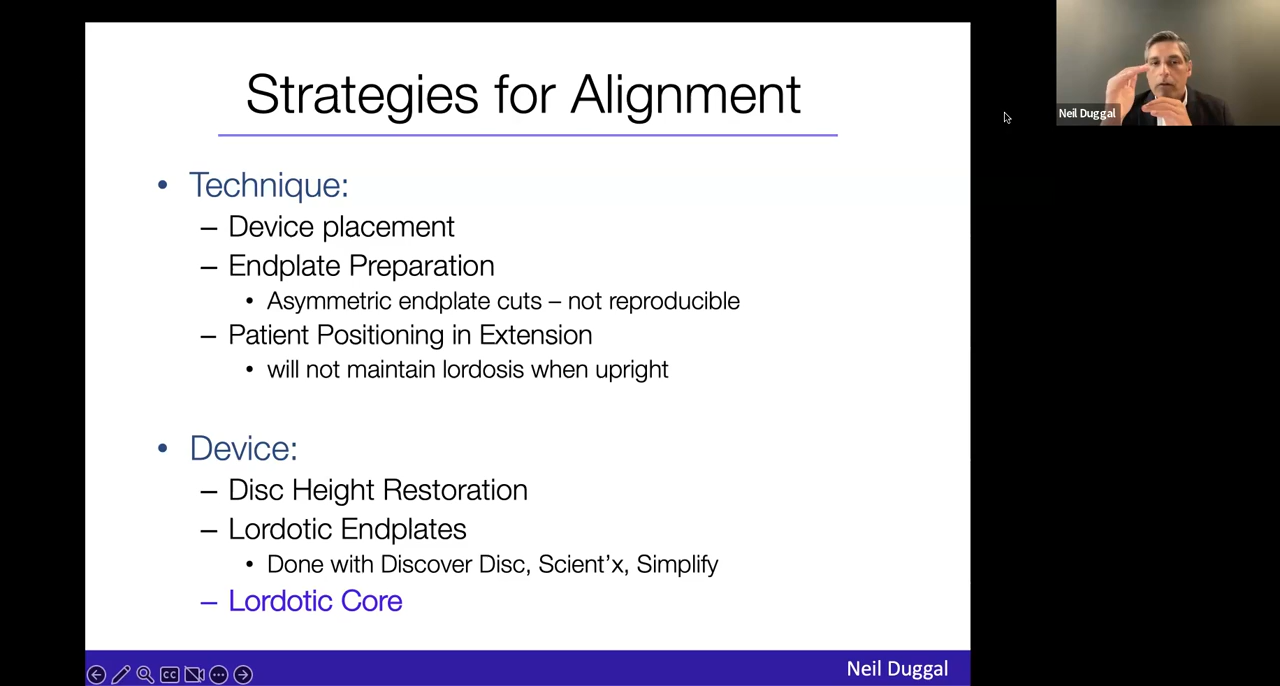 Strategies for Alignment
• Technique:
– Device placement
– Endplate Preparation
• Asymmetric endplate cuts – not reproducible
– Patient Positioning in Extension
• will not maintain lordosis when upright
• Device:
– Disc Height Restoration
– Lordotic Endplates
• Done with Discover Disc, Scient’x, Simplify
– Lordotic Core
CC
Neil Duggal
Neil Duggal